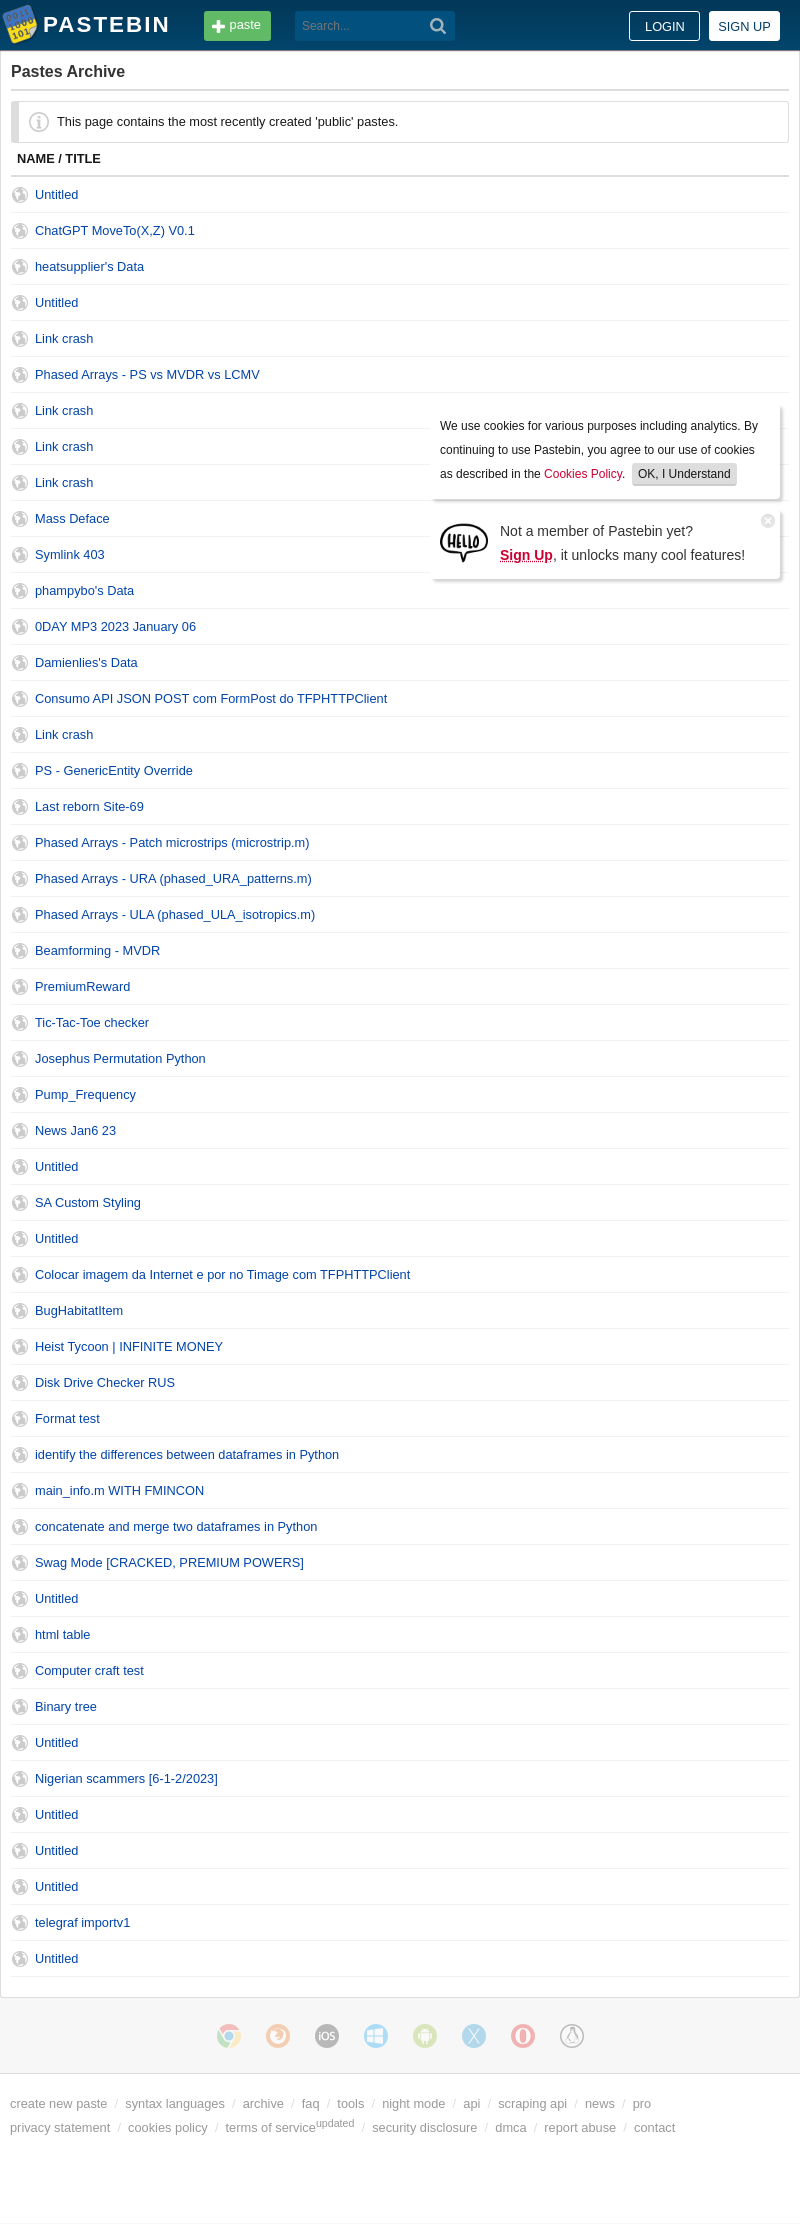 PASTEBIN
paste
Search...
LOGIN
SIGN UP
Pastes Archive
This page contains the most recently created 'public' pastes.
NAME / TITLE
Untitled
ChatGPT MoveTo(X,Z) V0.1
heatsupplier's Data
Untitled
Link crash
Phased Arrays - PS vs MVDR vs LCMV
Link crash
Link crash
Link crash
Mass Deface
Symlink 403
We use cookies for various purposes including analytics. By
continuing to use Pastebin, you agree to our use of cookies
as described in the Cookies Policy. OK, I Understand
HELLO
Not a member of Pastebin yet?
Sign Up, it unlocks many cool features!
phampybo's Data
0DAY MP3 2023 January 06
Damienlies's Data
Consumo API JSON POST com FormPost do TFPHTTPClient
Link crash
PS - GenericEntity Override
Last reborn Site-69
Phased Arrays - Patch microstrips (microstrip.m)
Phased Arrays - URA (phased_URA_patterns.m)
Phased Arrays - ULA (phased_ULA_isotropics.m)
Beamforming - MVDR
PremiumReward
Tic-Tac-Toe checker
Josephus Permutation Python
Pump_Frequency
News Jan6 23
Untitled
SA Custom Styling
Untitled
Colocar imagem da Internet e por no Timage com TFPHTTPClient
BugHabitatItem
Heist Tycoon | INFINITE MONEY
Disk Drive Checker RUS
Format test
identify the differences between dataframes in Python
main_info.m WITH FMINCON
concatenate and merge two dataframes in Python
Swag Mode [CRACKED, PREMIUM POWERS]
Untitled
html table
Computer craft test
Binary tree
Untitled
Nigerian scammers [6-1-2/2023]
Untitled
Untitled
Untitled
telegraf importv1
Untitled
iOS
create new paste / syntax languages / archive / faq / tools / night mode / api / scraping api / news / pro
privacy statement / cookies policy / terms of service updated / security disclosure / dmca / report abuse / contact